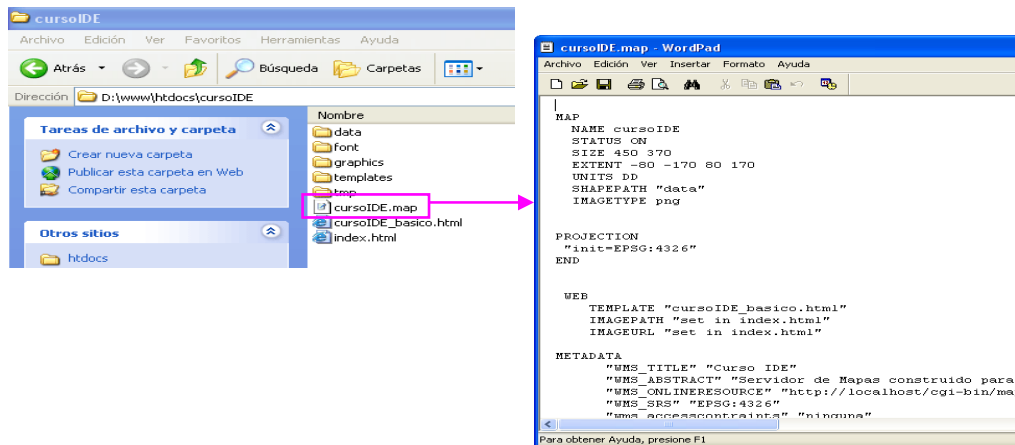 cursoIDE
Archivo Edición Ver Favoritos Herramientas Ayuda
Atrás Búsqueda Carpetas
Dirección D:\www\htdocs\cursoIDE
Tareas de archivo y carpeta
Crear nueva carpeta
Publicar esta carpeta en Web
Compartir esta carpeta
Otros sitios
htdocs
Nombre
data
font
graphics
templates
tmp
cursoIDE.map
cursoIDE_basico.html
index.html
cursoIDE.map - WordPad
Archivo Edición Ver Insertar Formato Ayuda
MAP
NAME cursoIDE
STATUS ON
SIZE 450 370
EXTENT -80 -170 80 170
UNITS DD
SHAPEPATH "data"
IMAGETYPE png
PROJECTION
"init=EPSG:4326"
END
WEB
TEMPLATE "cursoIDE_basico.html"
IMAGEPATH "set in index.html"
IMAGEURL "set in index.html"
METADATA
"WMS_TITLE" "Curso IDE"
"WMS_ABSTRACT" "Servidor de Mapas construido para
"WMS_ONLINERESOURCE" "http://localhost/cgi-bin/ma
"WMS_SRS" "EPSG:4326"
"wms_accesscontraints" "ninguna"
Para obtener Ayuda, presione F1